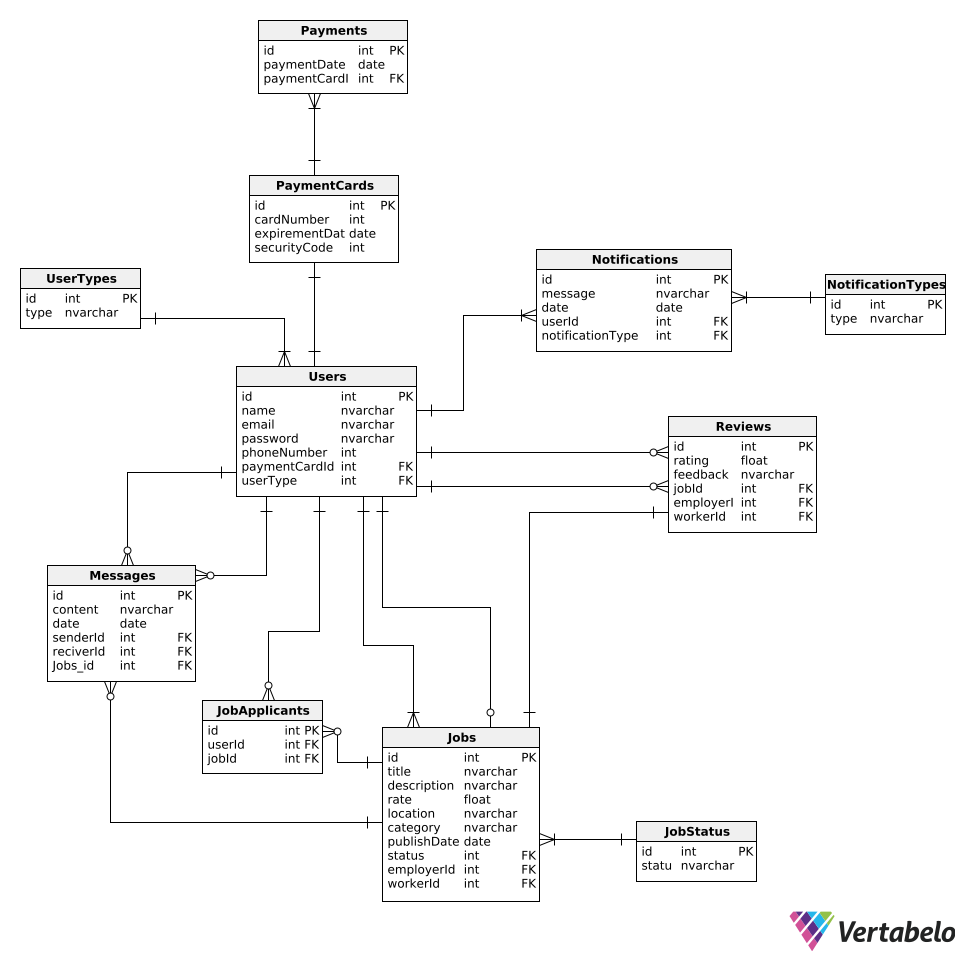 Payments
id int PK
paymentDate date
paymentCardI int FK
PaymentCards
id int PK
cardNumber int
expirementDat date
securityCode int
UserTypes
id int PK
type nvarchar
Notifications
id int PK
message nvarchar
date date
userId int FK
notificationType int FK
NotificationTypes
id int PK
type nvarchar
Users
id int PK
name nvarchar
email nvarchar
password nvarchar
phoneNumber int
paymentCardId int FK
userType int FK
Reviews
id int PK
rating float
feedback nvarchar
jobId int FK
employerI int FK
workerId int FK
Messages
id int PK
content nvarchar
date date
senderId int FK
reciverId int FK
Jobs_id int FK
JobApplicants
id int PK
userId int FK
jobId int FK
Jobs
id int PK
title nvarchar
description nvarchar
rate float
location nvarchar
category nvarchar
publishDate date
status int FK
employerId int FK
workerId int FK
JobStatus
id int PK
statu nvarchar
Vertabelo